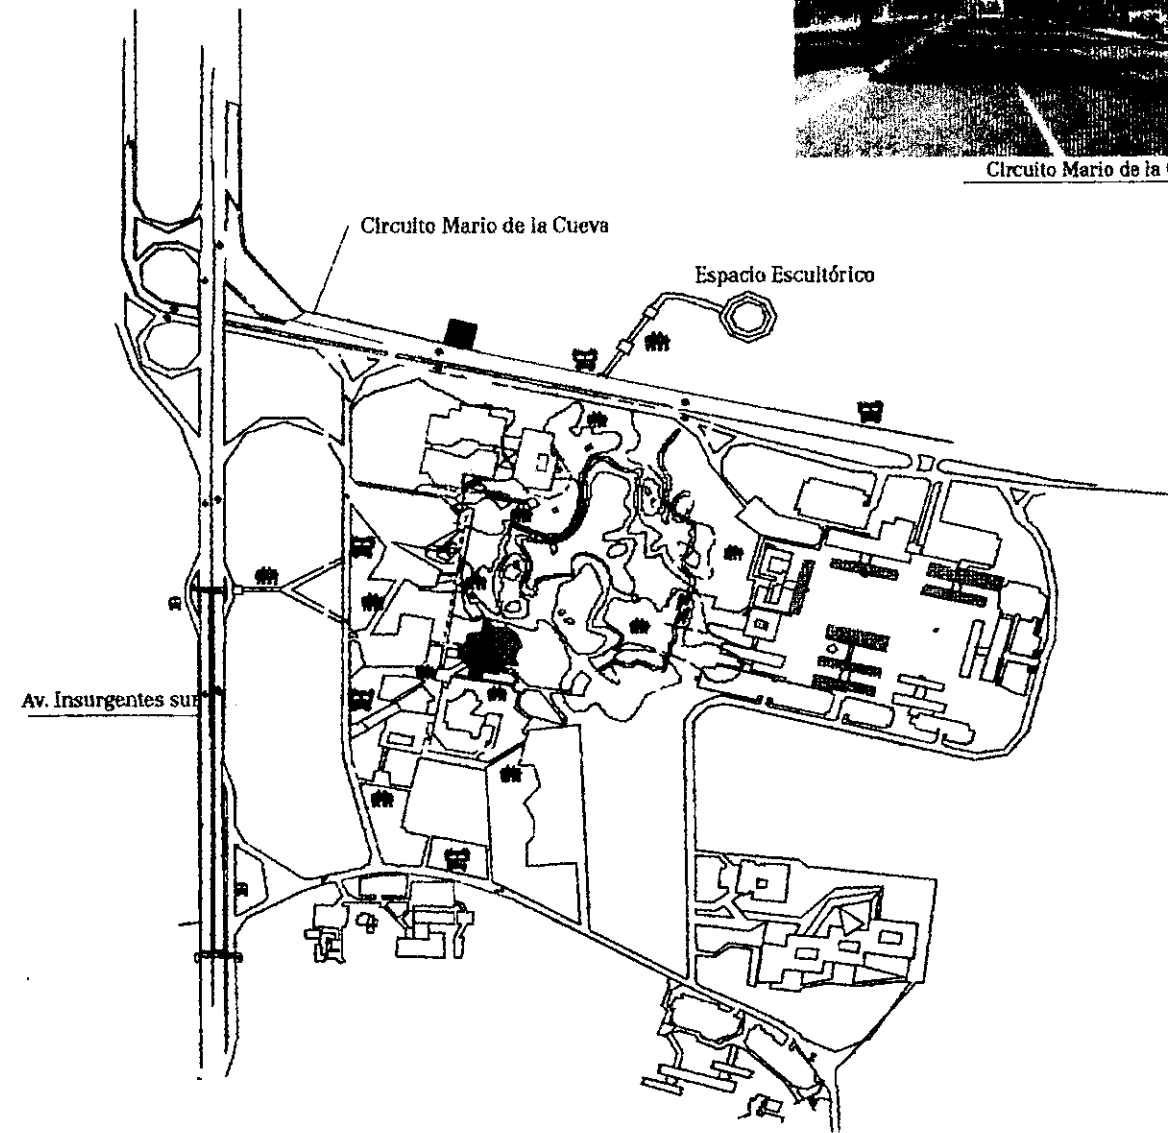 Circuito Mario de la
Circuito Mario de la Cueva
Espacio Escultórico
Av. Insurgentes sur